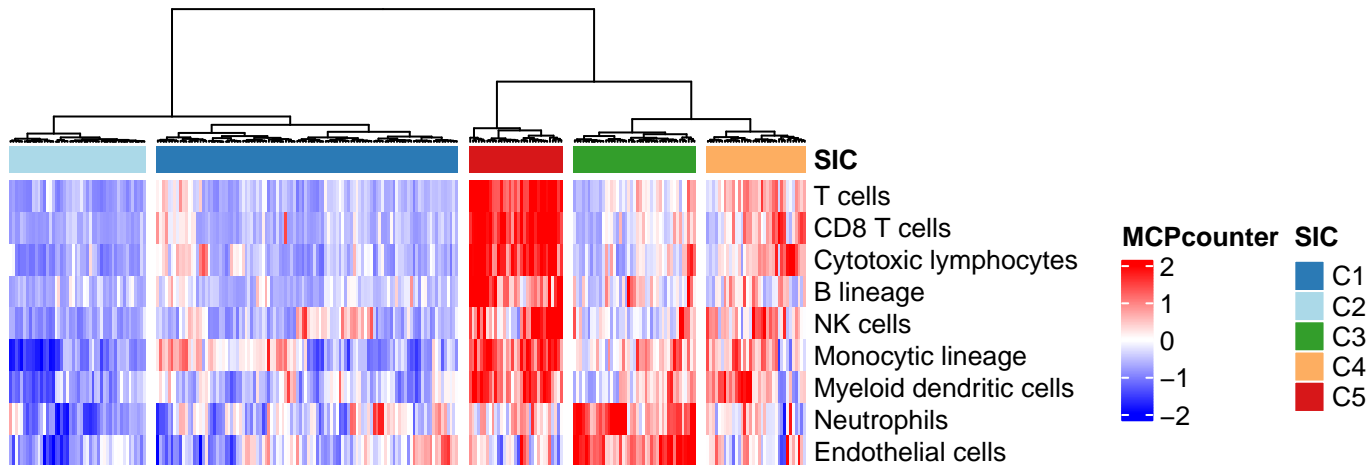 SIC
T cells
CD8 T cells
Cytotoxic lymphocytes
B lineage
NK cells
Monocytic lineage
Myeloid dendritic cells
Neutrophils
Endothelial cells
MCPcounter
2
1
0
−1
−2
SIC
C1
C2
C3
C4
C5